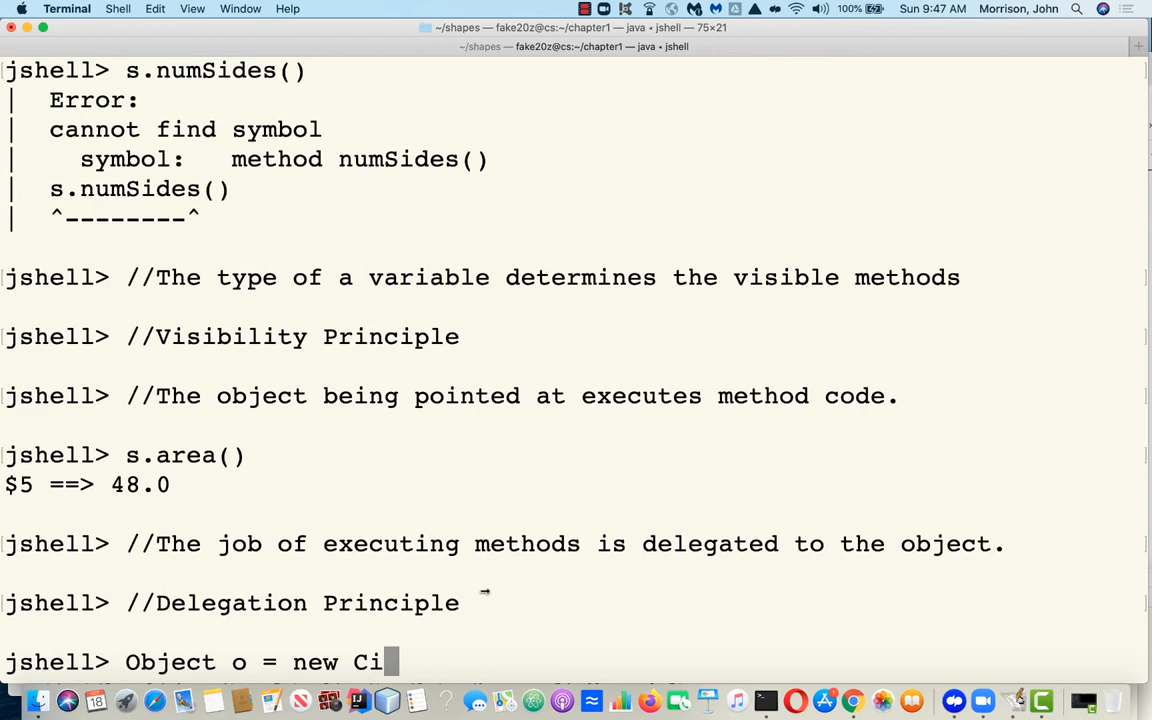 Terminal Shell Edit View Window Help 100% Sun 9:47 AM Morrison, John
~/shapes — fake20z@cs:~/chapter1 — java ◂ jshell — 75×21
~/shapes — fake20z@cs:~/chapter1 — java ◂ jshell
jshell> s.numSides()
|  Error:
|  cannot find symbol
|    symbol:   method numSides()
|  s.numSides()
|  ^--------^
jshell> //The type of a variable determines the visible methods
jshell> //Visibility Principle
jshell> //The object being pointed at executes method code.
jshell> s.area()
$5 ==> 48.0
jshell> //The job of executing methods is delegated to the object.
jshell> //Delegation Principle
jshell> Object o = new Ci